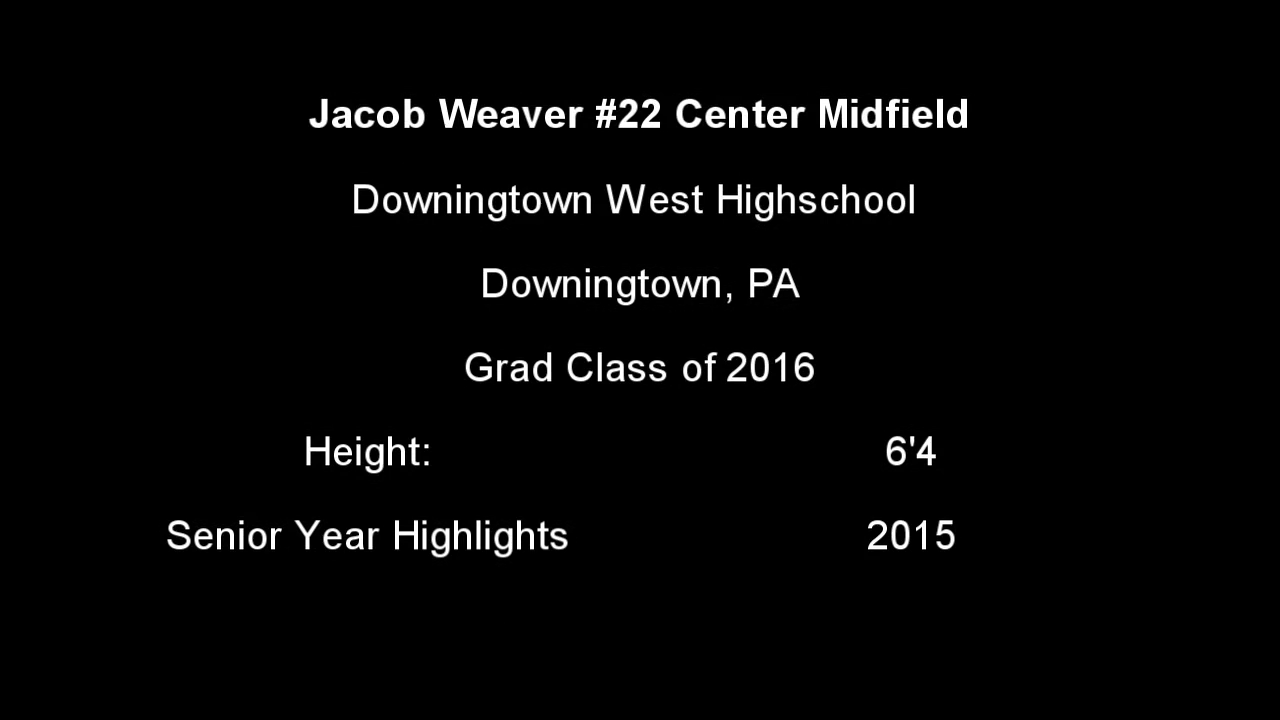 Jacob Weaver #22 Center Midfield
Downingtown West Highschool
Downingtown, PA
Grad Class of 2016
Height: 6'4
Senior Year Highlights 2015